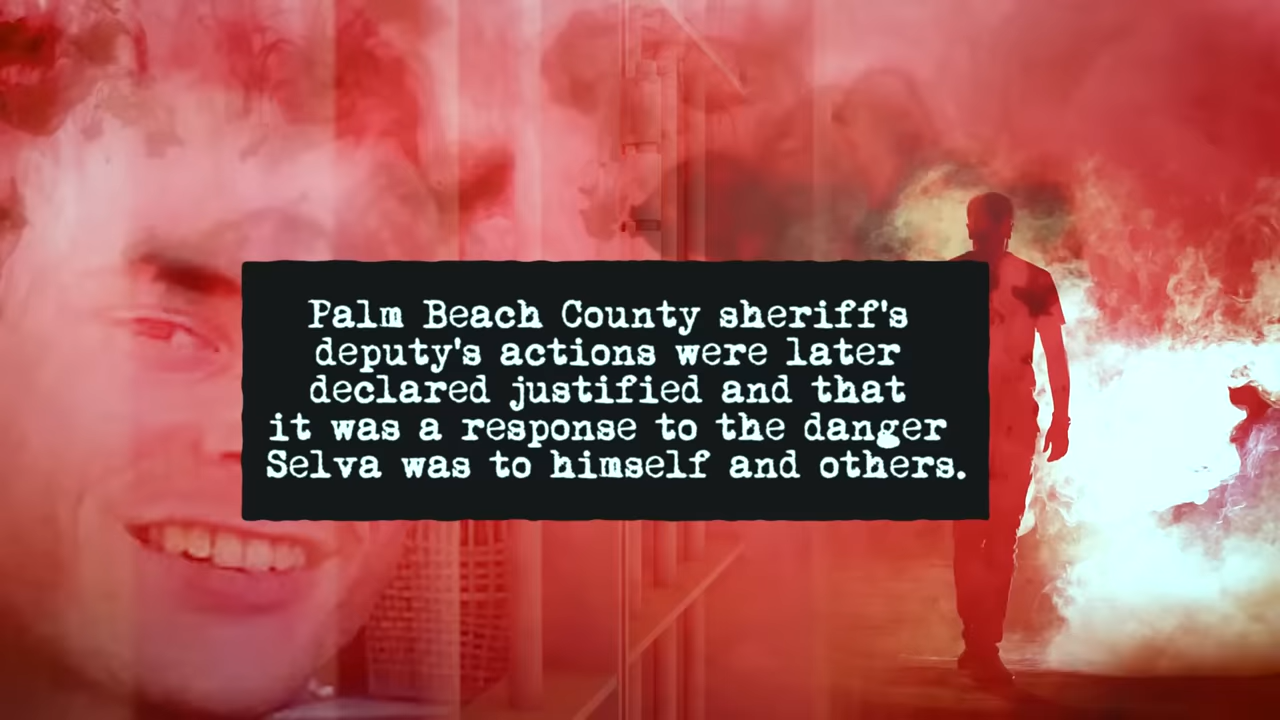 Palm Beach County sheriff's
deputy's actions were later
declared justified and that
it was a response to the danger
Selva was to himself and others.